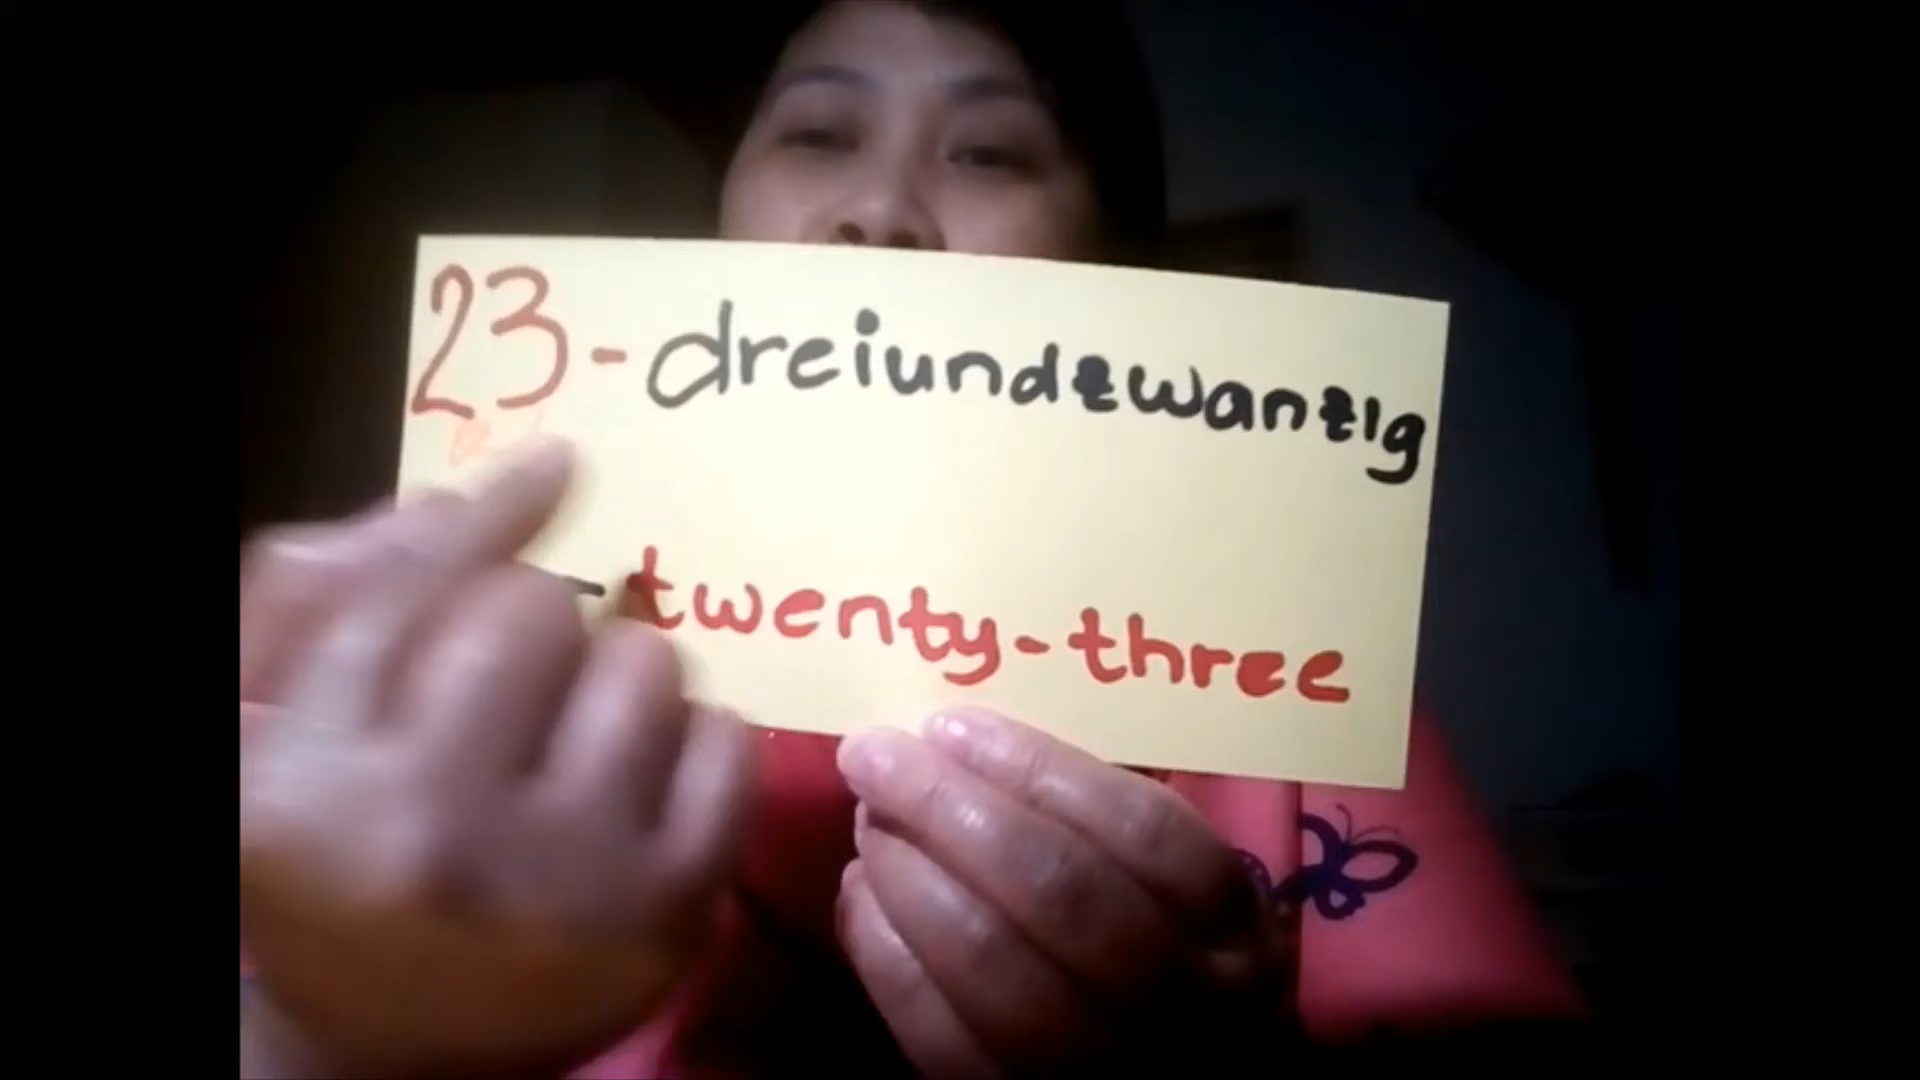 23 - dreiundzwanzig
- twenty-three